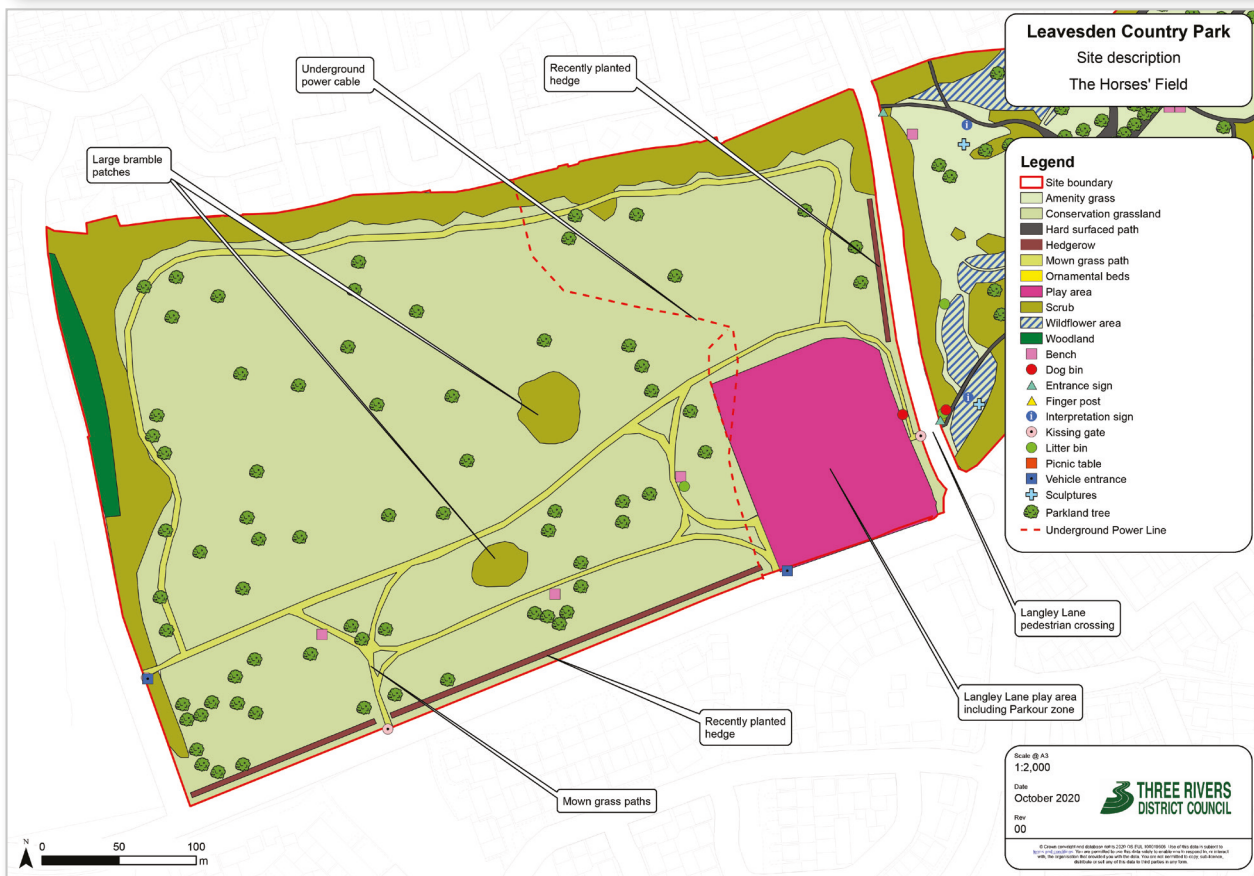 Leavesden Country Park
Site description
The Horses' Field
Underground
power cable
Recently planted
hedge
Large bramble
patches
Legend
Site boundary
Amenity grass
Conservation grassland
Hard surfaced path
Hedgerow
Mown grass path
Ornamental beds
Play area
Scrub
Wildflower area
Woodland
Bench
Dog bin
Entrance sign
Finger post
Interpretation sign
Kissing gate
Litter bin
Picnic table
Vehicle entrance
Sculptures
Parkland tree
Underground Power Line
Langley Lane
pedestrian crossing
Langley Lane play area
including Parkour zone
Recently planted
hedge
Mown grass paths
Scale @ A3
1:2,000
Date
October 2020
Rev
00
THREE RIVERS
DISTRICT COUNCIL
N
0 50 100
m